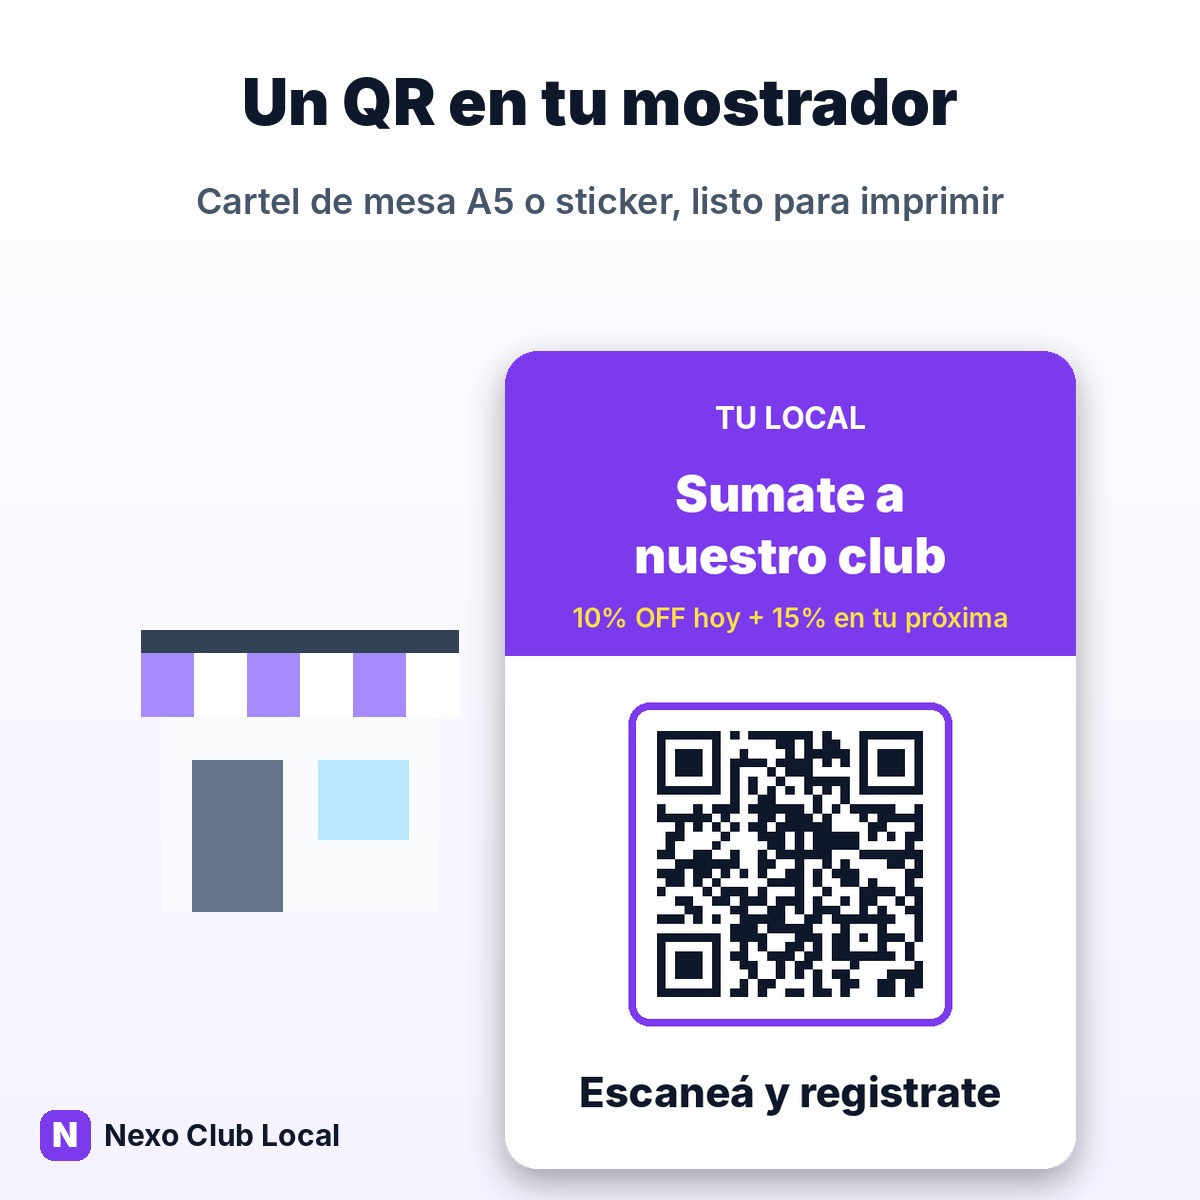 Un QR en tu mostrador
Cartel de mesa A5 o sticker, listo para imprimir
TU LOCAL
Sumate a
nuestro club
10% OFF hoy + 15% en tu próxima
Escaneá y registrate
N Nexo Club Local